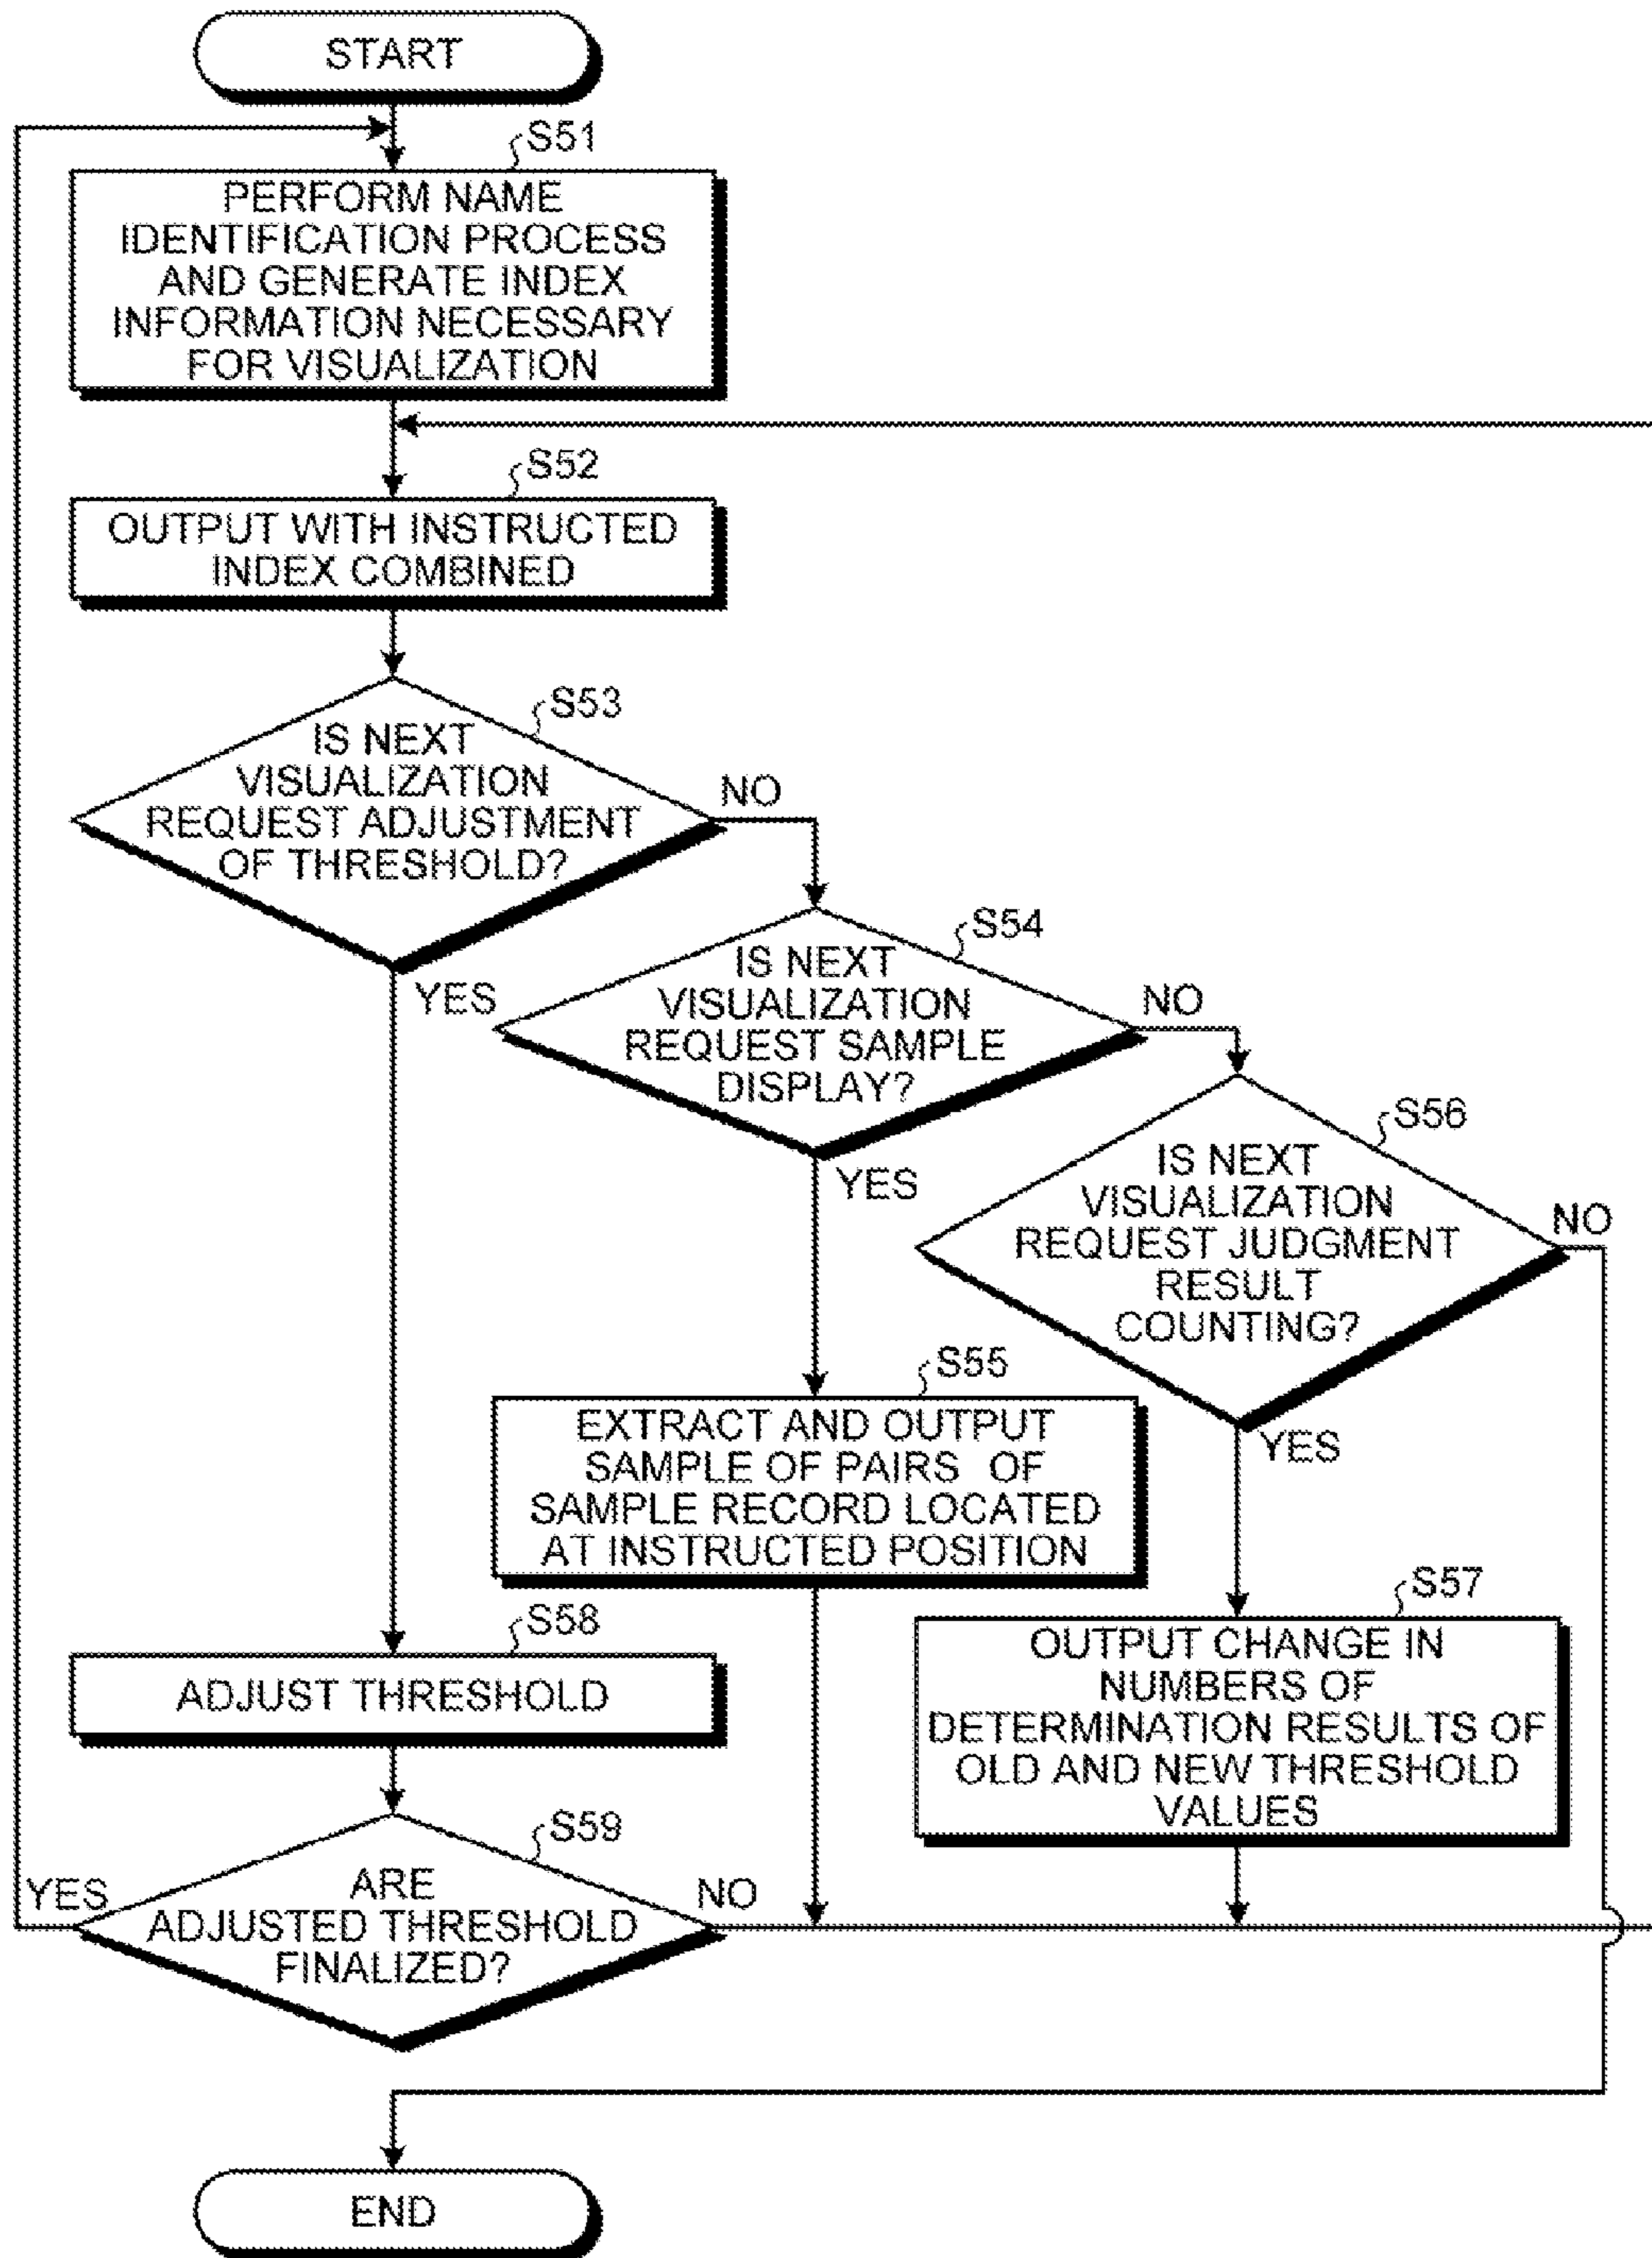 START
S51
PERFORM NAME
IDENTIFICATION PROCESS
AND GENERATE INDEX
INFORMATION NECESSARY
FOR VISUALIZATION
S52
OUTPUT WITH INSTRUCTED
INDEX COMBINED
S53
IS NEXT
VISUALIZATION
REQUEST ADJUSTMENT
OF THRESHOLD?
NO
YES
S54
IS NEXT
VISUALIZATION
REQUEST SAMPLE
DISPLAY?
NO
YES
S56
IS NEXT
VISUALIZATION
REQUEST JUDGMENT
RESULT
COUNTING?
NO
YES
S55
EXTRACT AND OUTPUT
SAMPLE OF PAIRS OF
SAMPLE RECORD LOCATED
AT INSTRUCTED POSITION
S57
OUTPUT CHANGE IN
NUMBERS OF
DETERMINATION RESULTS OF
OLD AND NEW THRESHOLD
VALUES
S58
ADJUST THRESHOLD
S59
ARE
ADJUSTED THRESHOLD
FINALIZED?
YES
NO
END